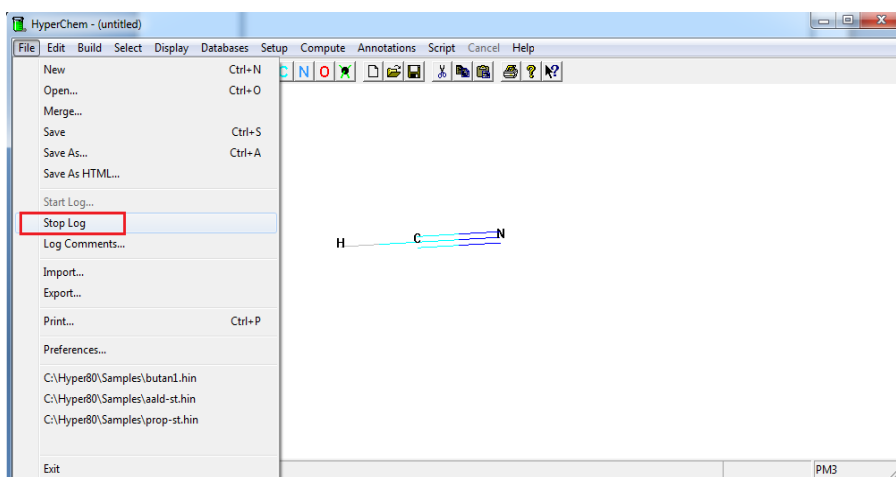 HyperChem - (untitled)
File Edit Build Select Display Databases Setup Compute Annotations Script Cancel Help
C N O
New Ctrl+N
Open... Ctrl+O
Merge...
Save Ctrl+S
Save As... Ctrl+A
Save As HTML...
Start Log...
Stop Log
Log Comments...
H C N
Import...
Export...
Print... Ctrl+P
Preferences...
C:\Hyper80\Samples\butan1.hin
C:\Hyper80\Samples\aald-st.hin
C:\Hyper80\Samples\prop-st.hin
Exit
PM3